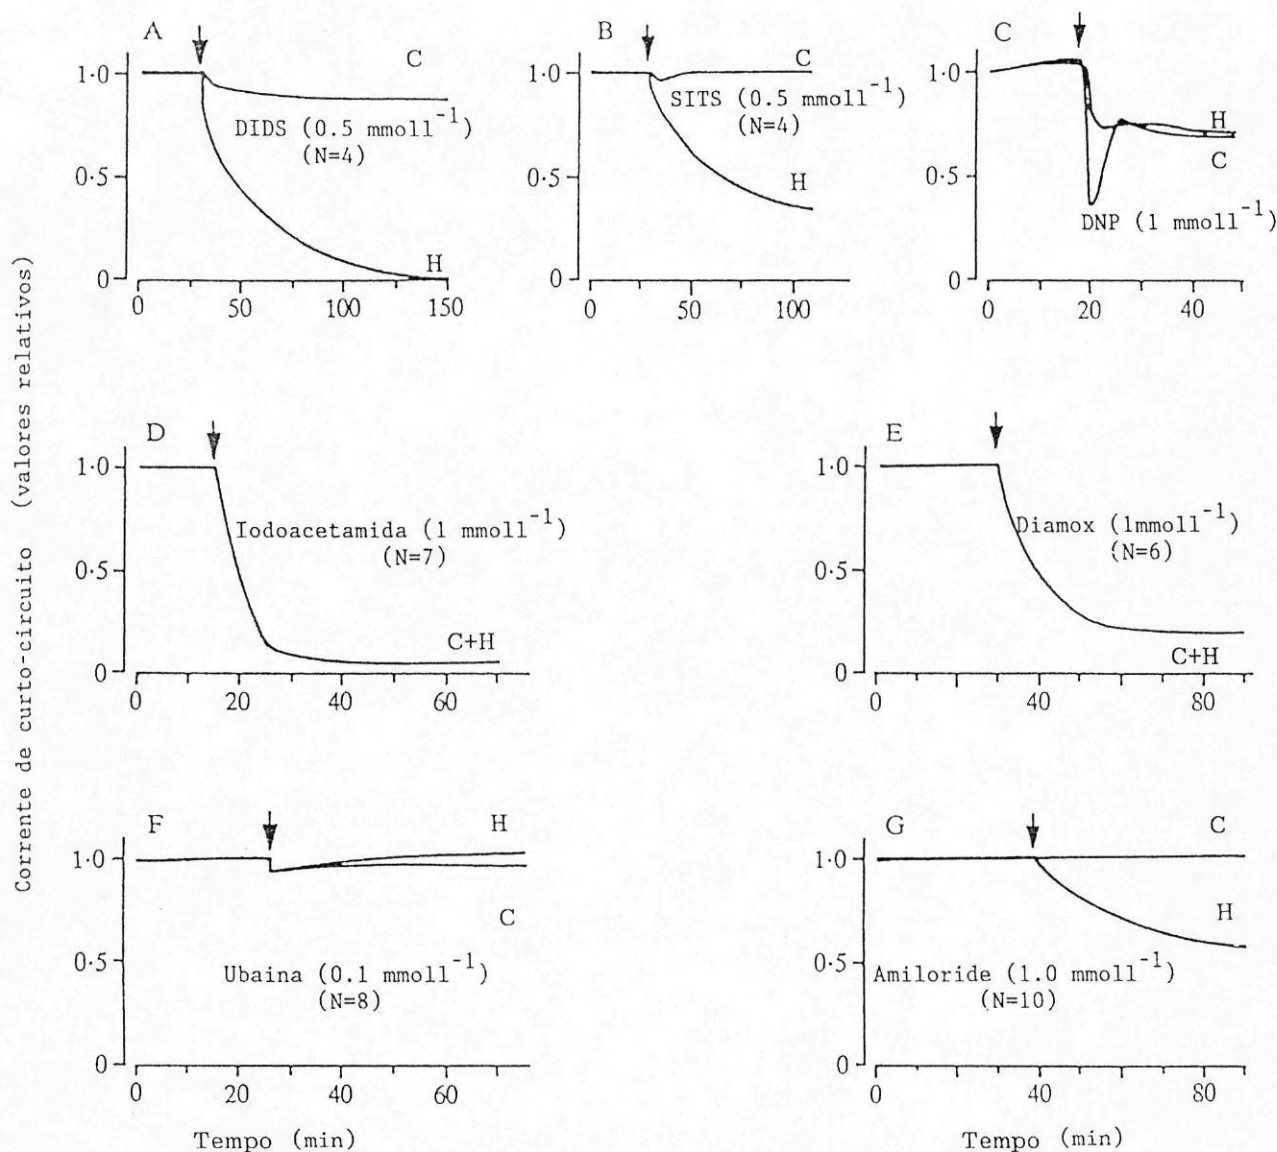 Corrente de curto-circuito (valores relativos)
A
C
1·0
DIDS (0.5 mmoll⁻¹)
(N=4)
0·5
H
0
0 50 100 150
B
C
1·0
SITS (0.5 mmoll⁻¹)
(N=4)
0·5
H
0
0 50 100
C
1·0
H
C
0·5
DNP (1 mmoll⁻¹)
0
0 20 40
D
1·0
Iodoacetamida (1 mmoll⁻¹)
(N=7)
0·5
C+H
0
0 20 40 60
E
1·0
Diamox (1mmoll⁻¹)
(N=6)
0·5
C+H
0
0 40 80
F
H
1·0
C
0·5
Ubaina (0.1 mmoll⁻¹)
(N=8)
0
0 20 40 60
Tempo (min)
G
C
1·0
H
0·5
Amiloride (1.0 mmoll⁻¹)
(N=10)
0
0 40 80
Tempo (min)